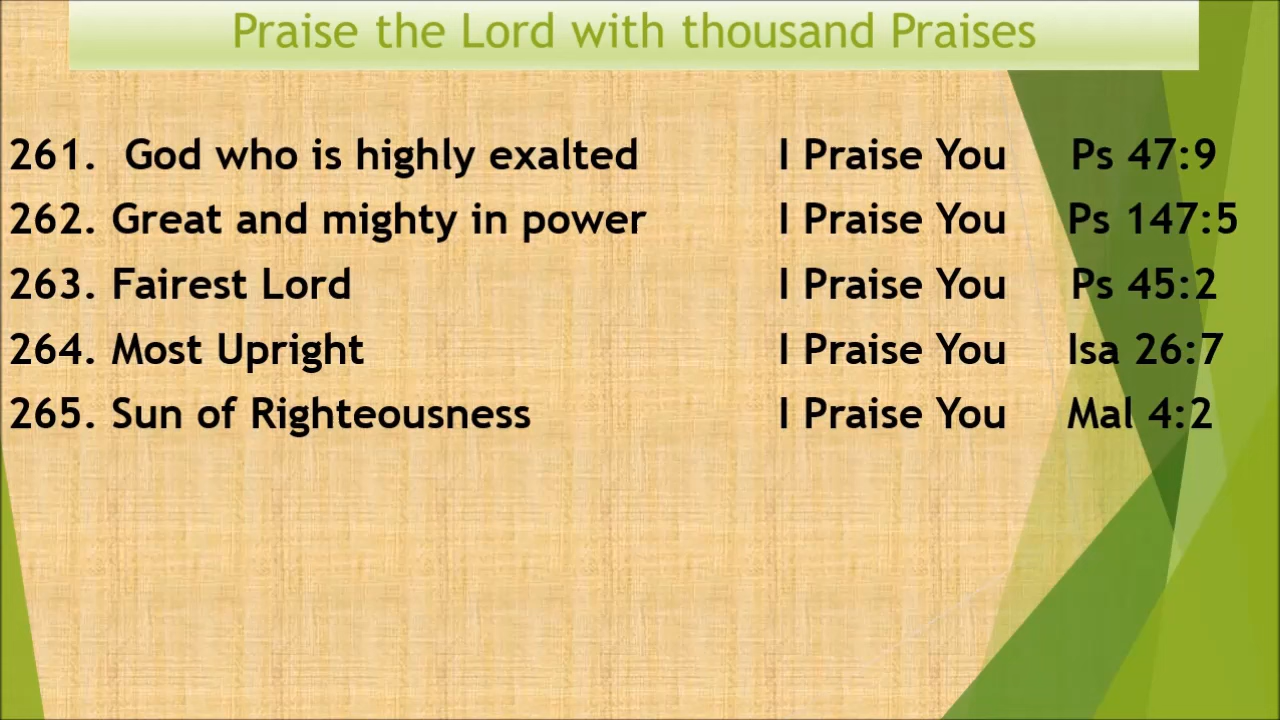 Praise the Lord with thousand Praises
261. God who is highly exalted I Praise You Ps 47:9
262. Great and mighty in power I Praise You Ps 147:5
263. Fairest Lord I Praise You Ps 45:2
264. Most Upright I Praise You Isa 26:7
265. Sun of Righteousness I Praise You Mal 4:2